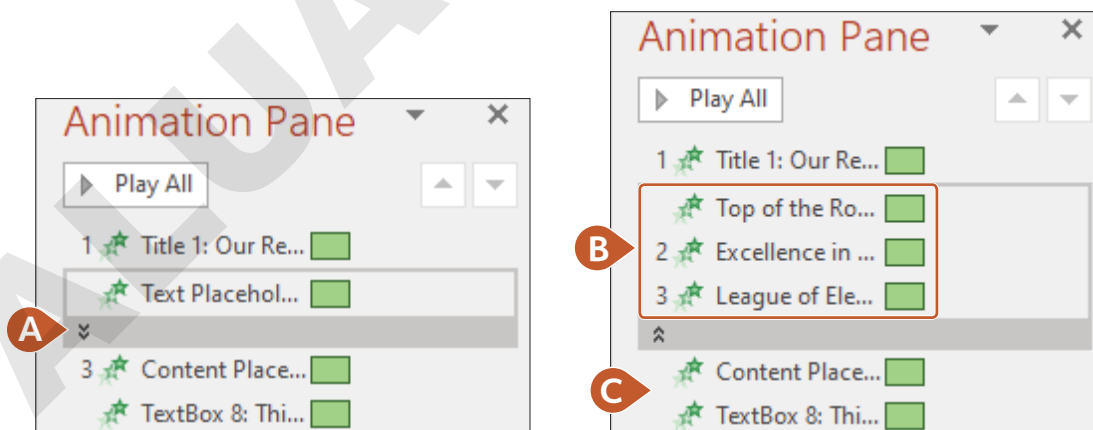 Animation Pane
Play All
1 Title 1: Our Re...
Text Placehol...
A
3 Content Place...
TextBox 8: Thi...
Animation Pane
Play All
1 Title 1: Our Re...
Top of the Ro...
B
2 Excellence in ...
3 League of Ele...
Content Place...
C
TextBox 8: Thi...
ALUA